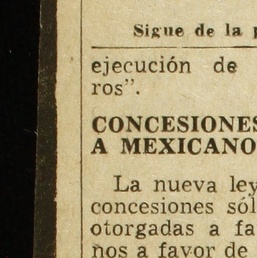 Sigue de la
ejecución de
ros”.
CONCESIONES
A MEXICANO
La nueva ley
concesiones sól
otorgadas a fa
nos a favor de